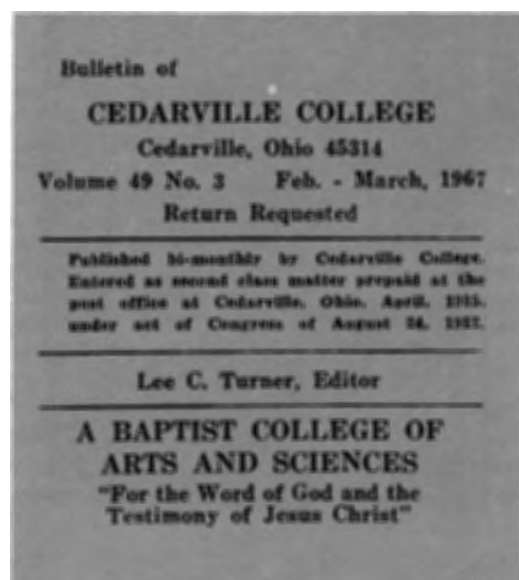 Bulletin of
CEDARVILLE COLLEGE
Cedarville, Ohio 45314
Volume 49 No. 3 Feb. - March, 1967
Return Requested
Published bi-monthly by Cedarville College.
Entered as second class matter prepaid at the
post office at Cedarville, Ohio, April, 1915,
under act of Congress of August 24,
Lee C. Turner, Editor
A BAPTIST COLLEGE OF
ARTS AND SCIENCES
"For the Word of God and the
Testimony of Jesus Christ"